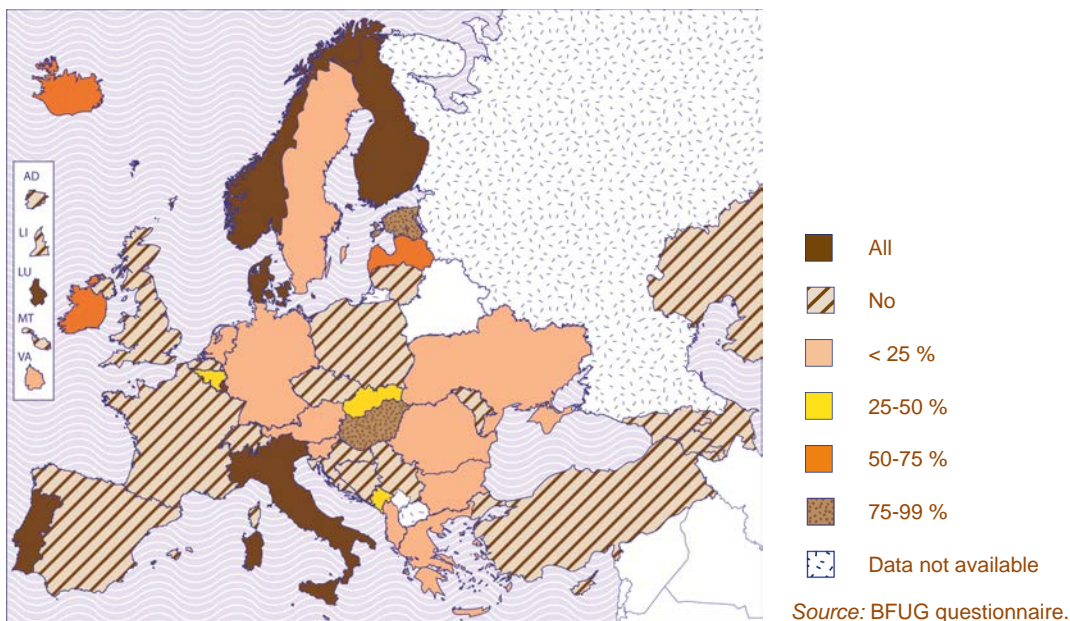 AD
LI
LU
MT
VA
All
No
< 25 %
25-50 %
50-75 %
75-99 %
Data not available
Source: BFUG questionnaire.